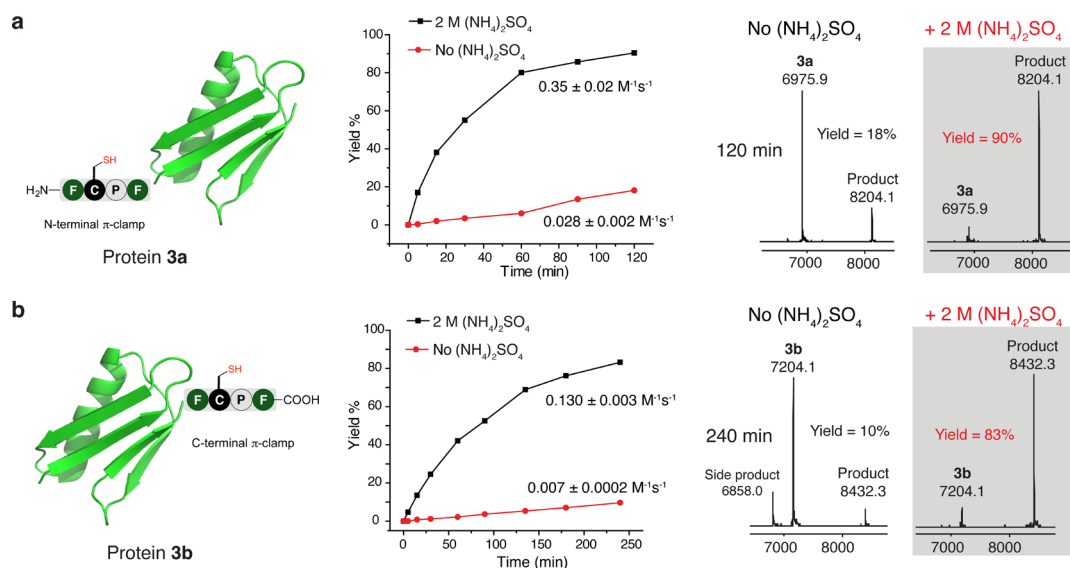 a
H₂N
F C P F
SH
N-terminal π-clamp
Protein 3a
2 M (NH₄)₂SO₄
No (NH₄)₂SO₄
Yield %
100
80
60
40
20
0
0.35 ± 0.02 M⁻¹s⁻¹
0.028 ± 0.002 M⁻¹s⁻¹
0 20 40 60 80 100 120
Time (min)
No (NH₄)₂SO₄
+ 2 M (NH₄)₂SO₄
120 min
3a
6975.9
Yield = 18%
Product
8204.1
7000 8000
Product
8204.1
Yield = 90%
3a
6975.9
7000 8000
b
F C P F
SH
COOH
C-terminal π-clamp
Protein 3b
2 M (NH₄)₂SO₄
No (NH₄)₂SO₄
Yield %
100
80
60
40
20
0
0.130 ± 0.003 M⁻¹s⁻¹
0.007 ± 0.0002 M⁻¹s⁻¹
0 50 100 150 200 250
Time (min)
No (NH₄)₂SO₄
+ 2 M (NH₄)₂SO₄
240 min
3b
7204.1
Yield = 10%
Side product
6858.0
Product
8432.3
7000 8000
Product
8432.3
Yield = 83%
3b
7204.1
7000 8000